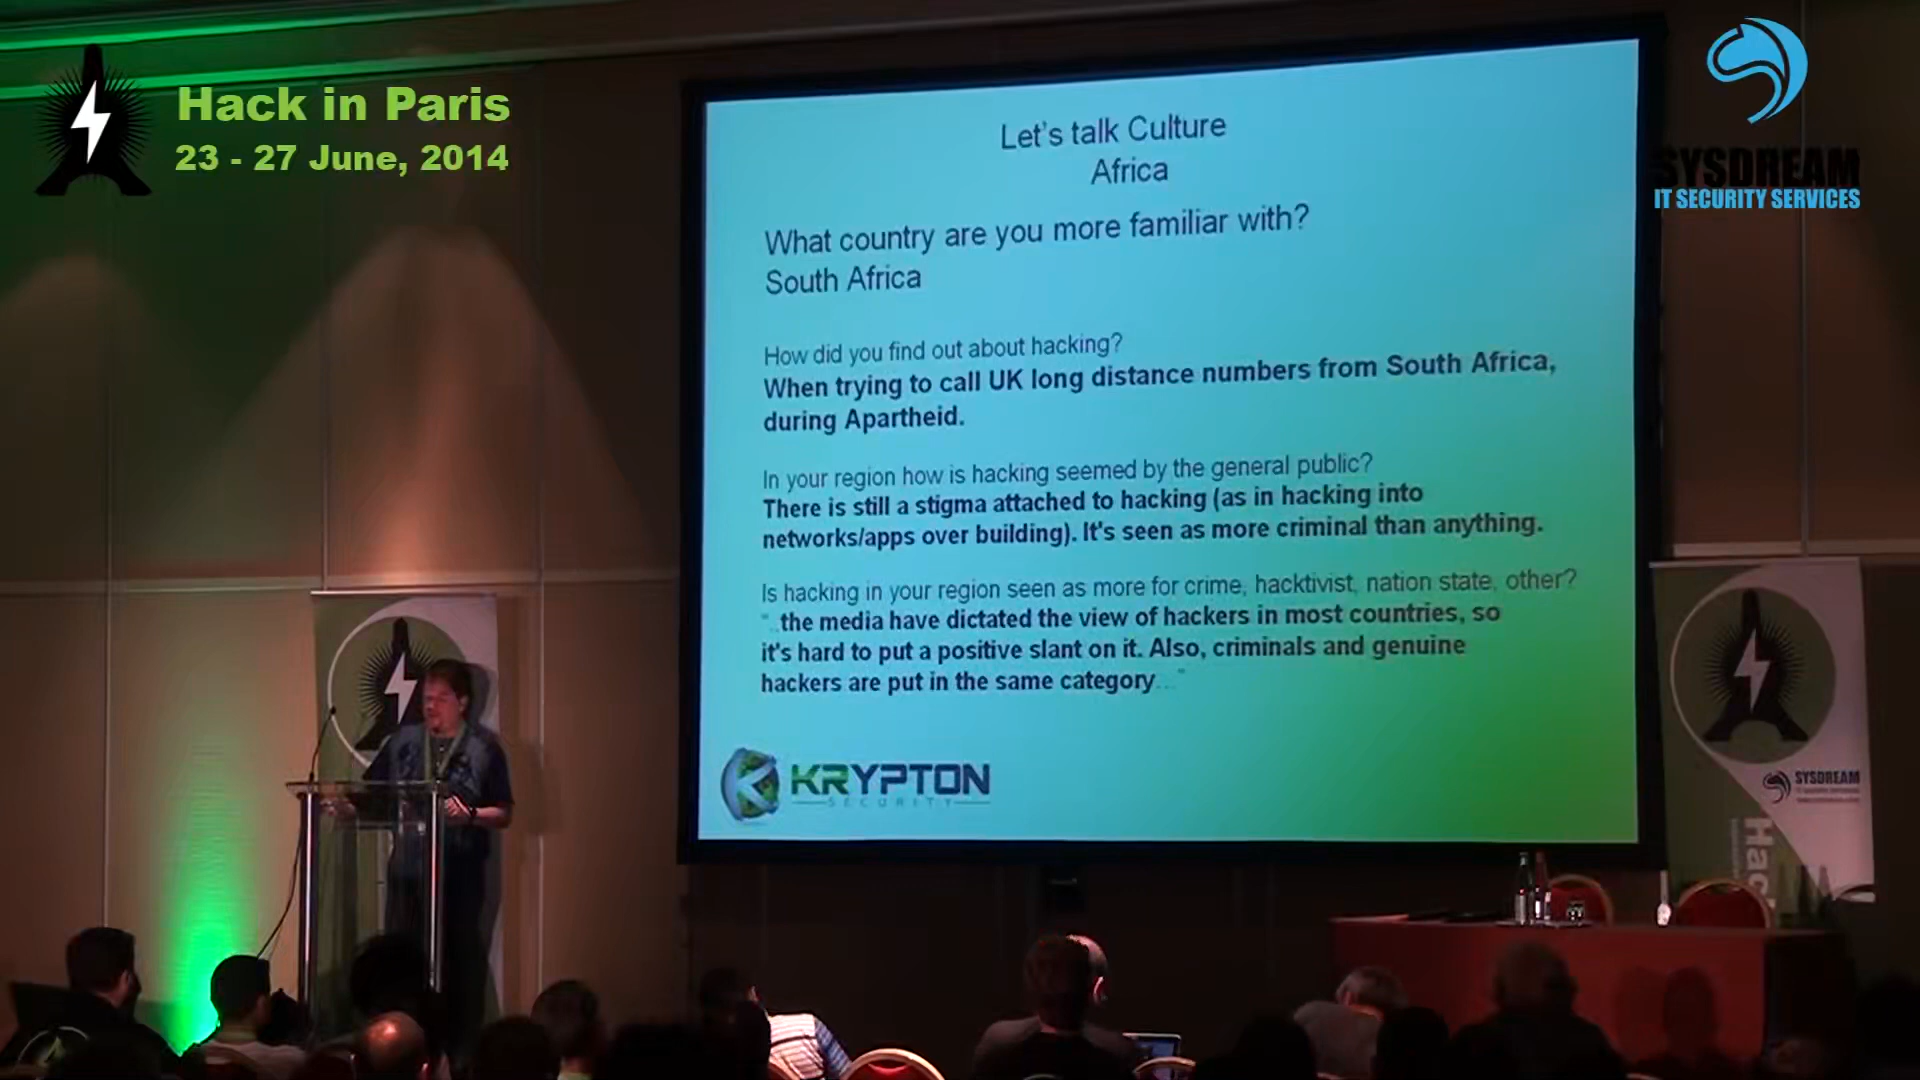 Hack in Paris
23 - 27 June, 2014
SYSDREAM
IT SECURITY SERVICES
Let's talk Culture
Africa
What country are you more familiar with?
South Africa
How did you find out about hacking?
When trying to call UK long distance numbers from South Africa,
during Apartheid.
In your region how is hacking seemed by the general public?
There is still a stigma attached to hacking (as in hacking into
networks/apps over building). It's seen as more criminal than anything.
Is hacking in your region seen as more for crime, hacktivist, nation state, other?
"...the media have dictated the view of hackers in most countries, so
it's hard to put a positive slant on it. Also, criminals and genuine
hackers are put in the same category..."
KRYPTON
SECURITY
SYSDREAM
Hac